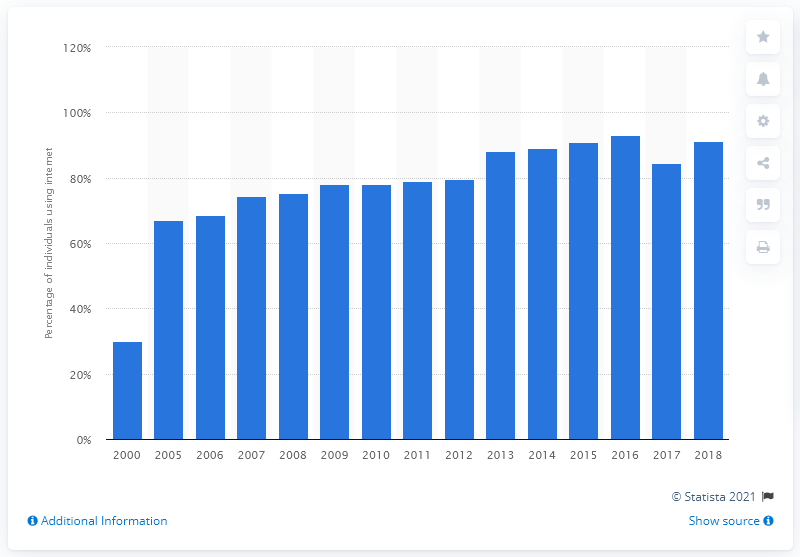 120%
100%
80%
60%
40%
20%
0%
Percentage of individuals using internet
2000 2005 2006 2007 2008 2009 2010 2011 2012 2013 2014 2015 2016 2017 2018
© Statista 2021
Additional Information
Show source